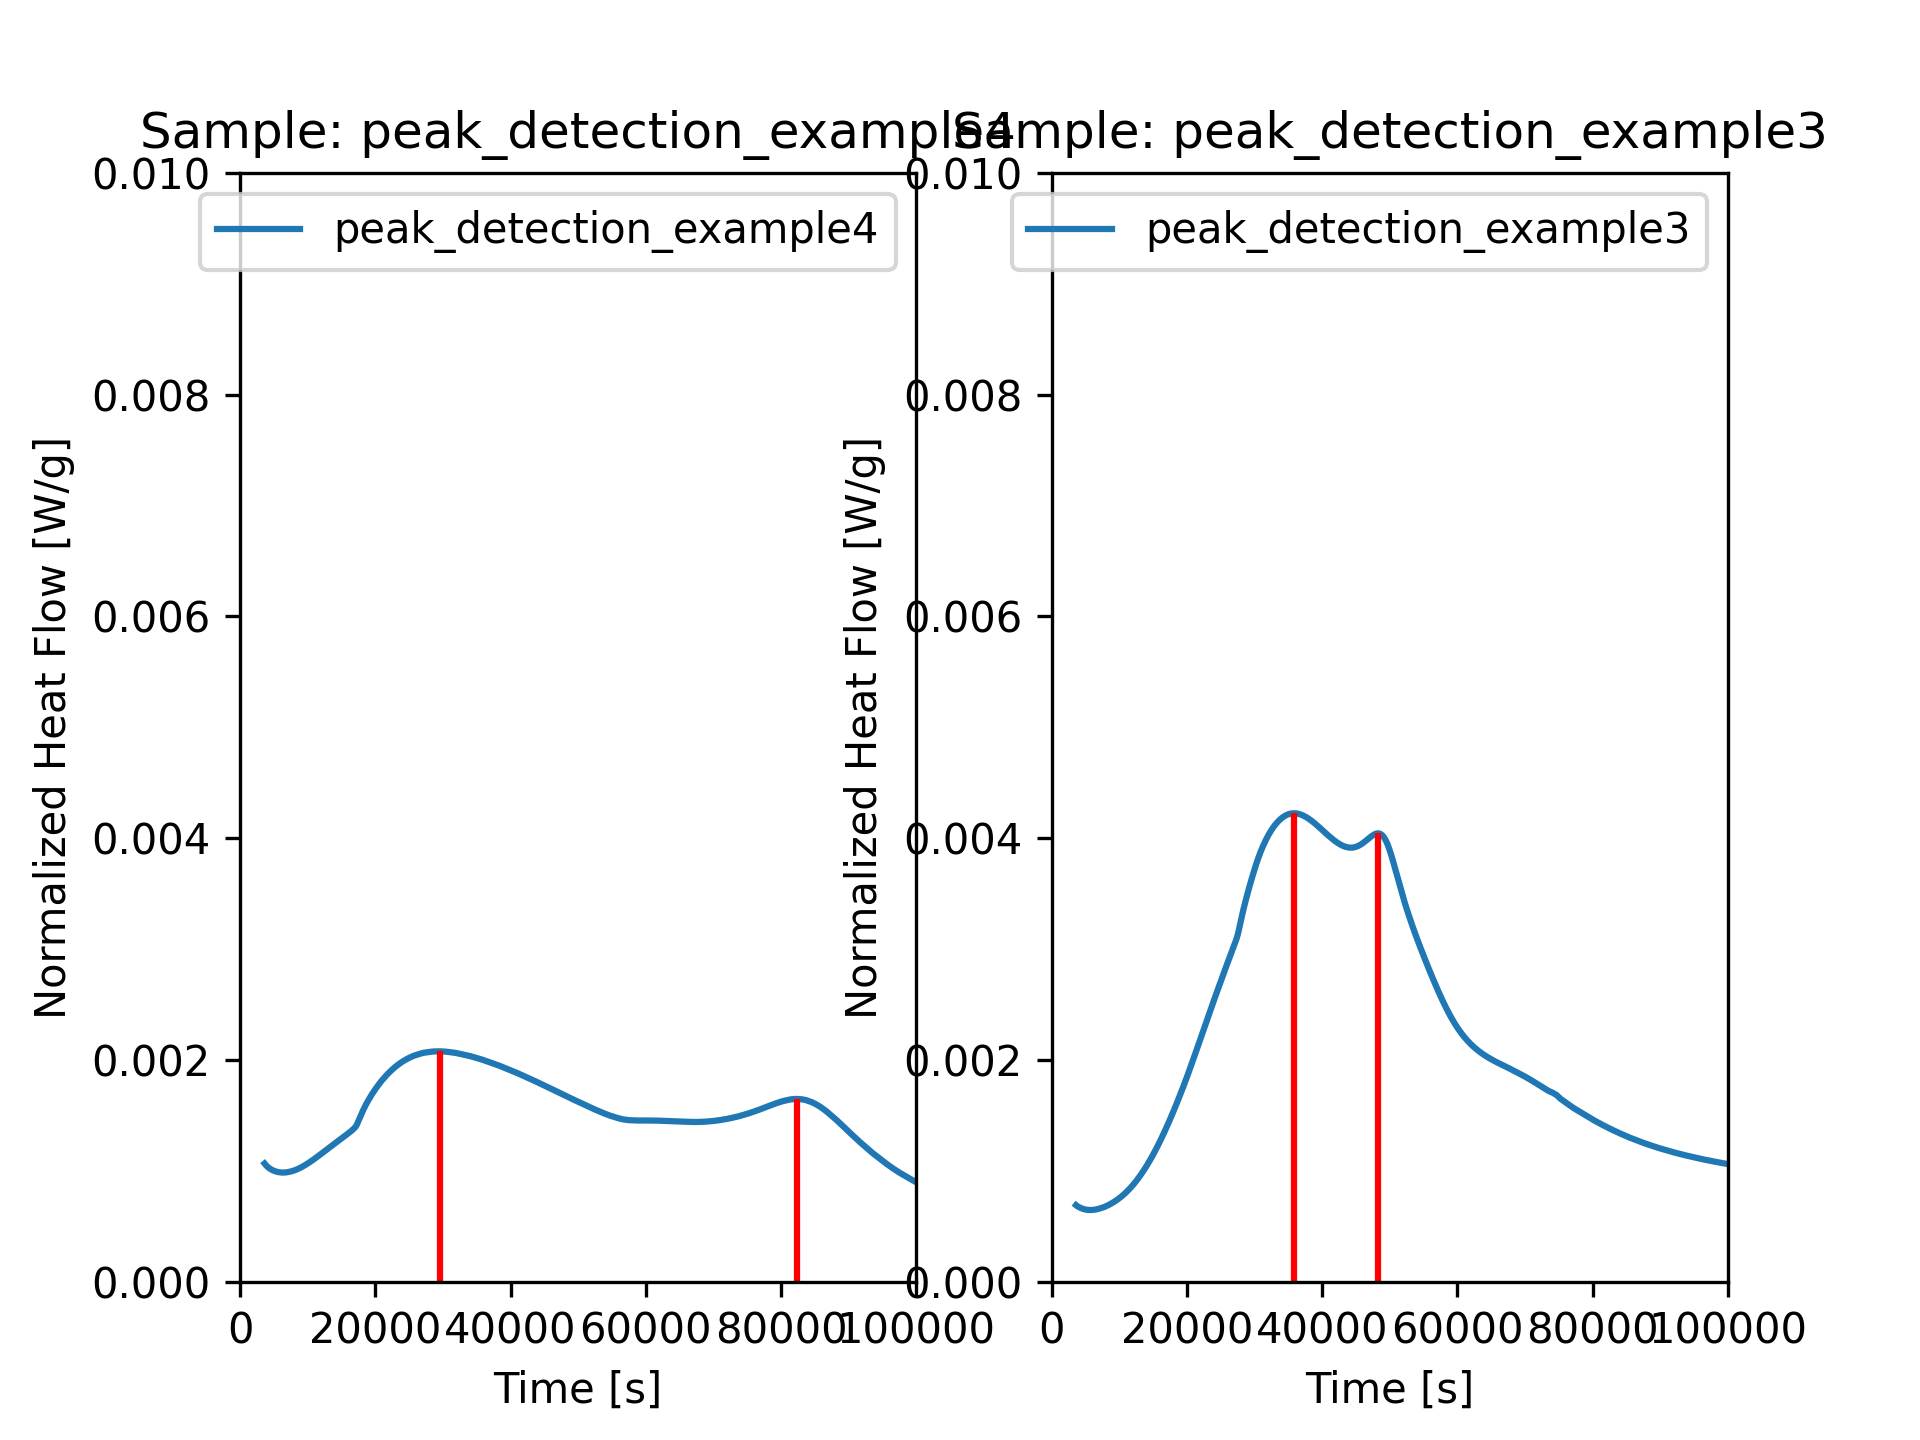 Sample: peak_detection_example4
0.010
0.008
0.006
0.004
0.002
0.000
Normalized Heat Flow [W/g]
peak_detection_example4
0 20000 40000 60000 80000 100000
Time [s]
Sample: peak_detection_example3
0.010
0.008
0.006
0.004
0.002
0.000
Normalized Heat Flow [W/g]
peak_detection_example3
0 20000 40000 60000 80000 100000
Time [s]